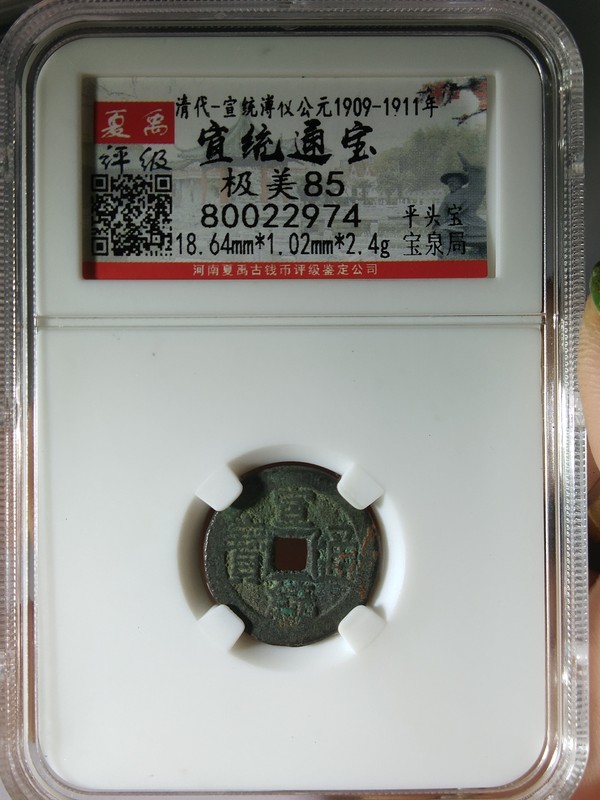 夏禹
评级
清代-宣统溥仪公元1909-1911年
宣统通宝
极美85
80022974
平头宝
18.64mm*1.02mm*2.4g
宝泉局
河南夏禹古钱币评级鉴定公司
宣統通寶